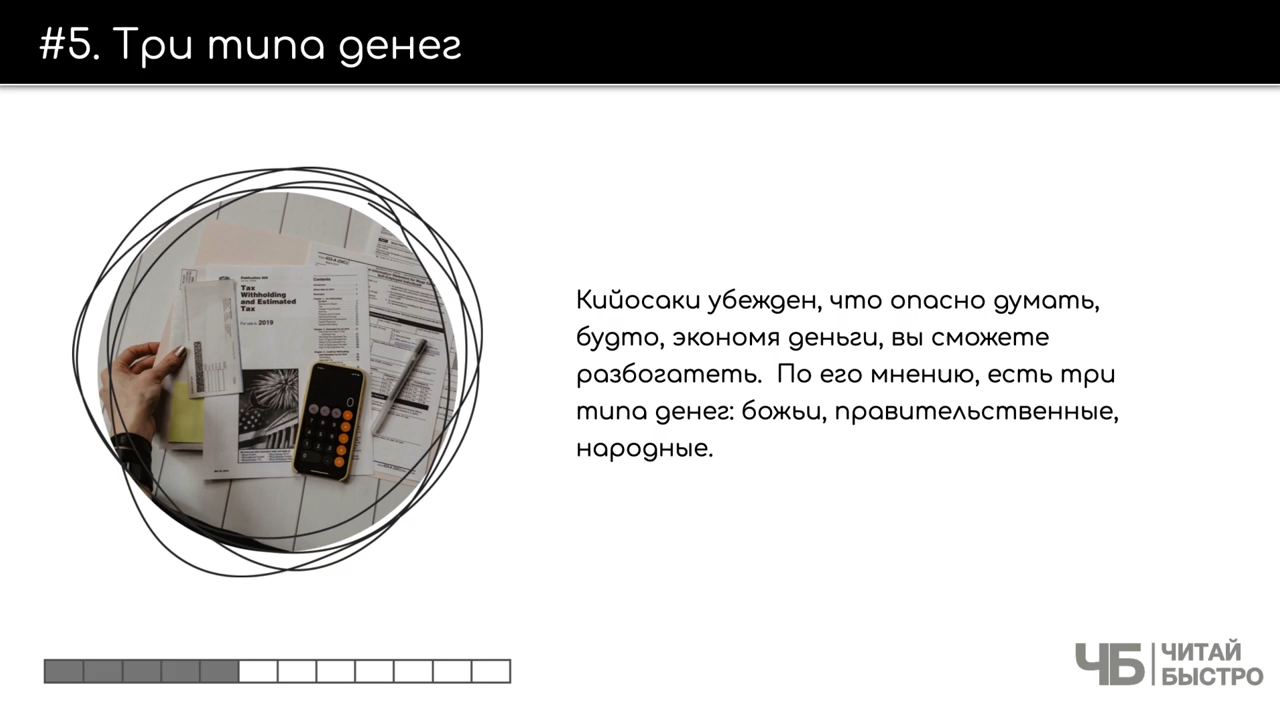 #5. Три типа денег
Tax
Withholding
and Estimated
Tax
2019
Contents
Кийосаки убежден, что опасно думать,
будто, экономя деньги, вы сможете
разбогатеть. По его мнению, есть три
типа денег: божьи, правительственные,
народные.
ЧБ
ЧИТАЙ
БЫСТРО